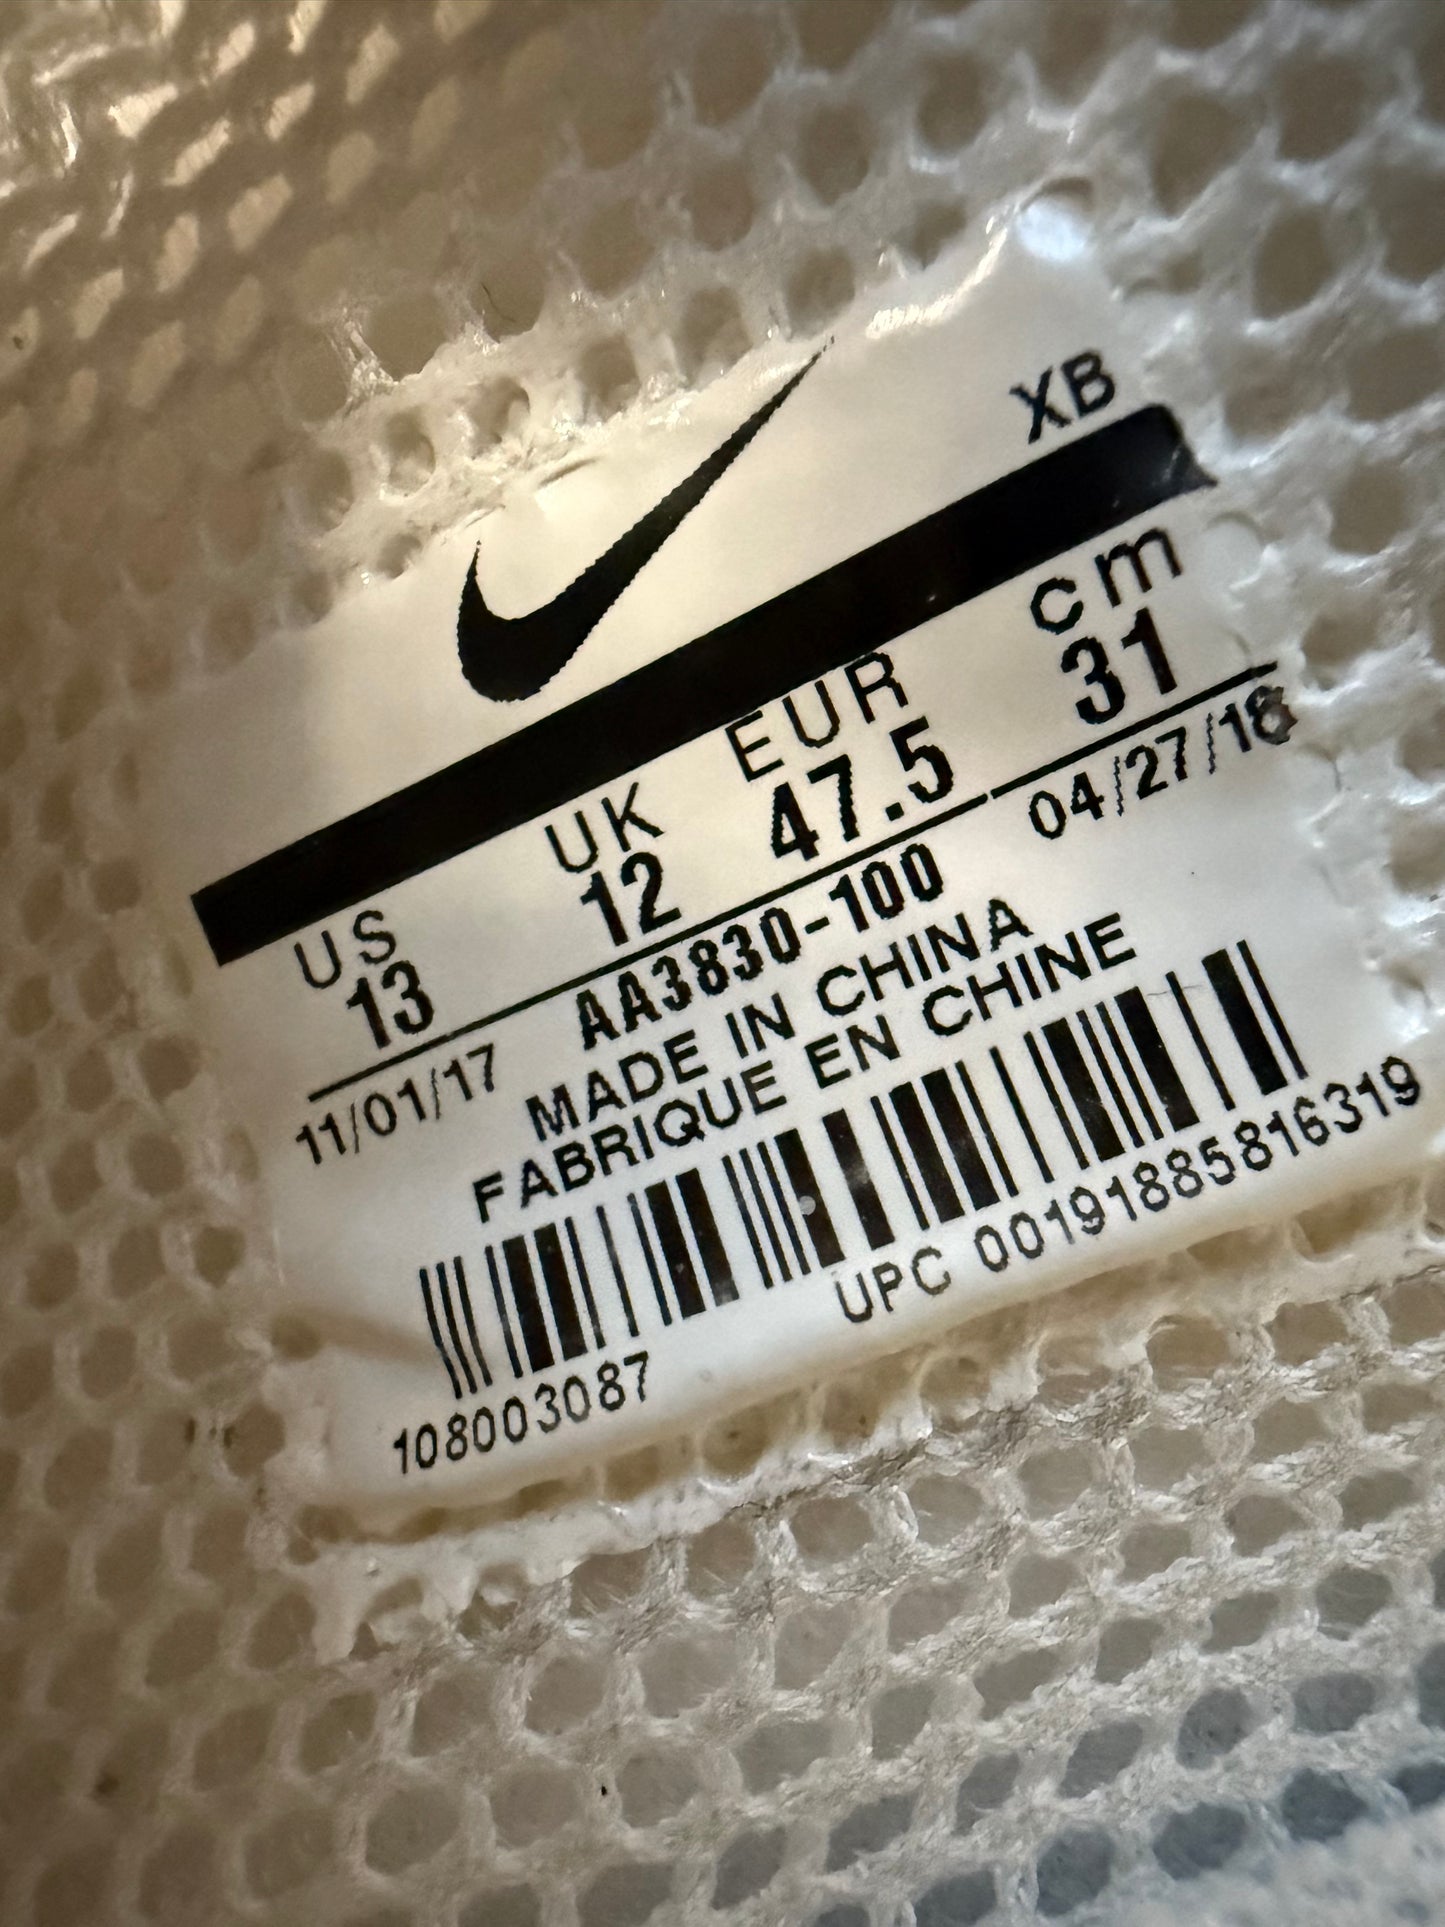 XB
US UK EUR cm
13 12 47.5 31
11/01/17 AA3830-100 04/27/18
MADE IN CHINA
FABRIQUE EN CHINE
UPC 00191885816319
108003087